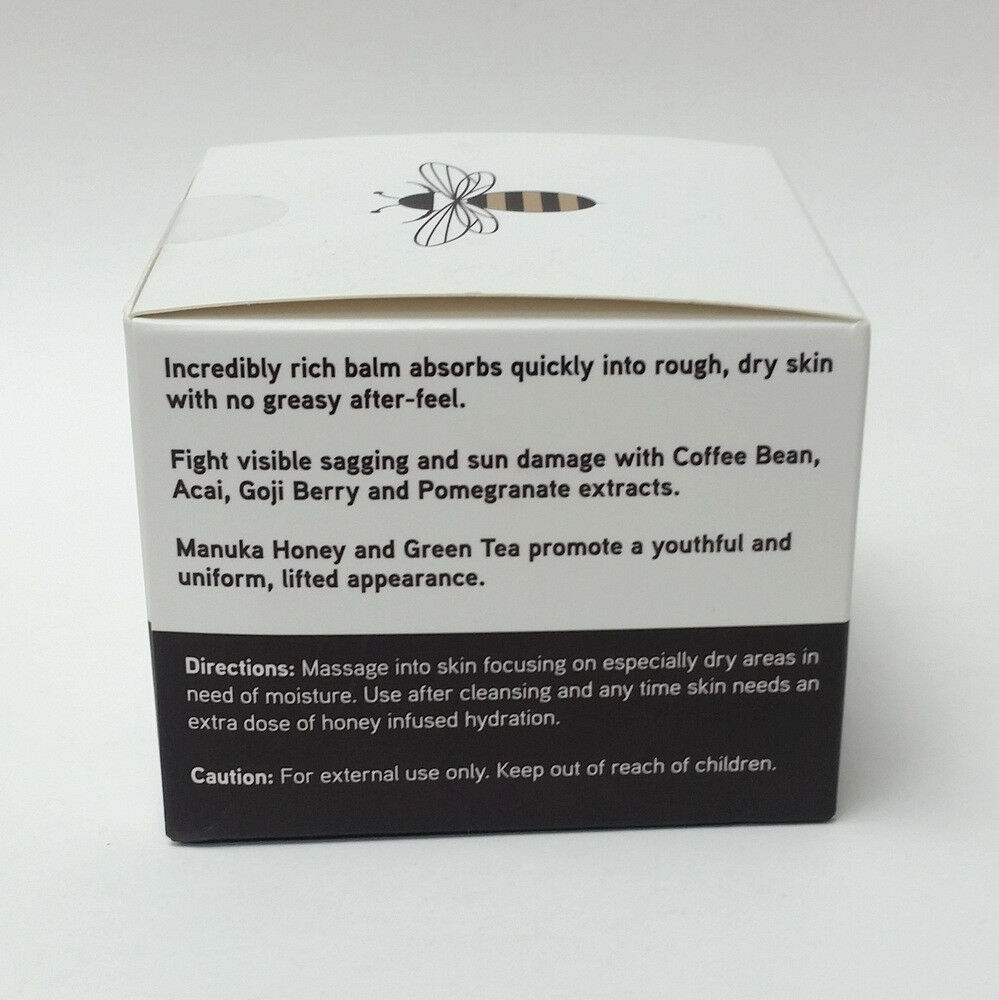 Incredibly rich balm absorbs quickly into rough, dry skin
with no greasy after-feel.
Fight visible sagging and sun damage with Coffee Bean,
Acai, Goji Berry and Pomegranate extracts.
Manuka Honey and Green Tea promote a youthful and
uniform, lifted appearance.
Directions: Massage into skin focusing on especially dry areas in
need of moisture. Use after cleansing and any time skin needs an
extra dose of honey infused hydration.
Caution: For external use only. Keep out of reach of children.